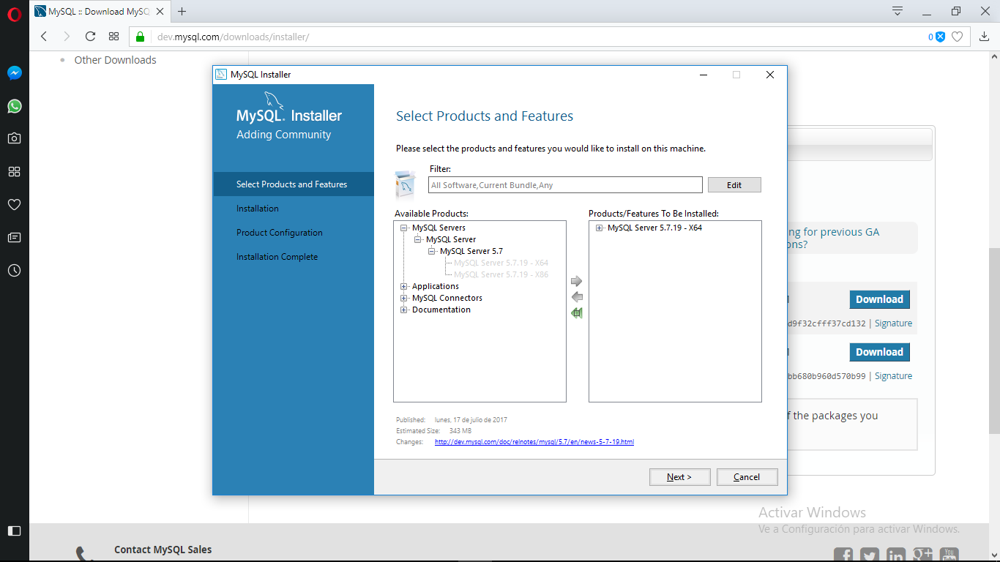 MySQL :: Download MySQ
dev.mysql.com/downloads/installer/
0
Other Downloads
MySQL Installer
MySQL. Installer
Adding Community
Select Products and Features
Installation
Product Configuration
Installation Complete
Select Products and Features
Please select the products and features you would like to install on this machine.
Filter:
All Software,Current Bundle,Any
Edit
Available Products:
MySQL Servers
MySQL Server
MySQL Server 5.7
MySQL Server 5.7.19 - X64
MySQL Server 5.7.19 - X86
Applications
MySQL Connectors
Documentation
Products/Features To Be Installed:
MySQL Server 5.7.19 - X64
Published: lunes, 17 de julio de 2017
Estimated Size: 343 MB
Changes: http://dev.mysql.com/doc/relnotes/mysql/5.7/en/news-5-7-19.html
Next >
Cancel
ng for previous GA
ons?
Download
d9f32cfff37cd132 | Signature
Download
bb680b960d570b99 | Signature
f the packages you
Activar Windows
Ve a Configuración para activar Windows.
Contact MySQL Sales
f
in
g+
You
Tube